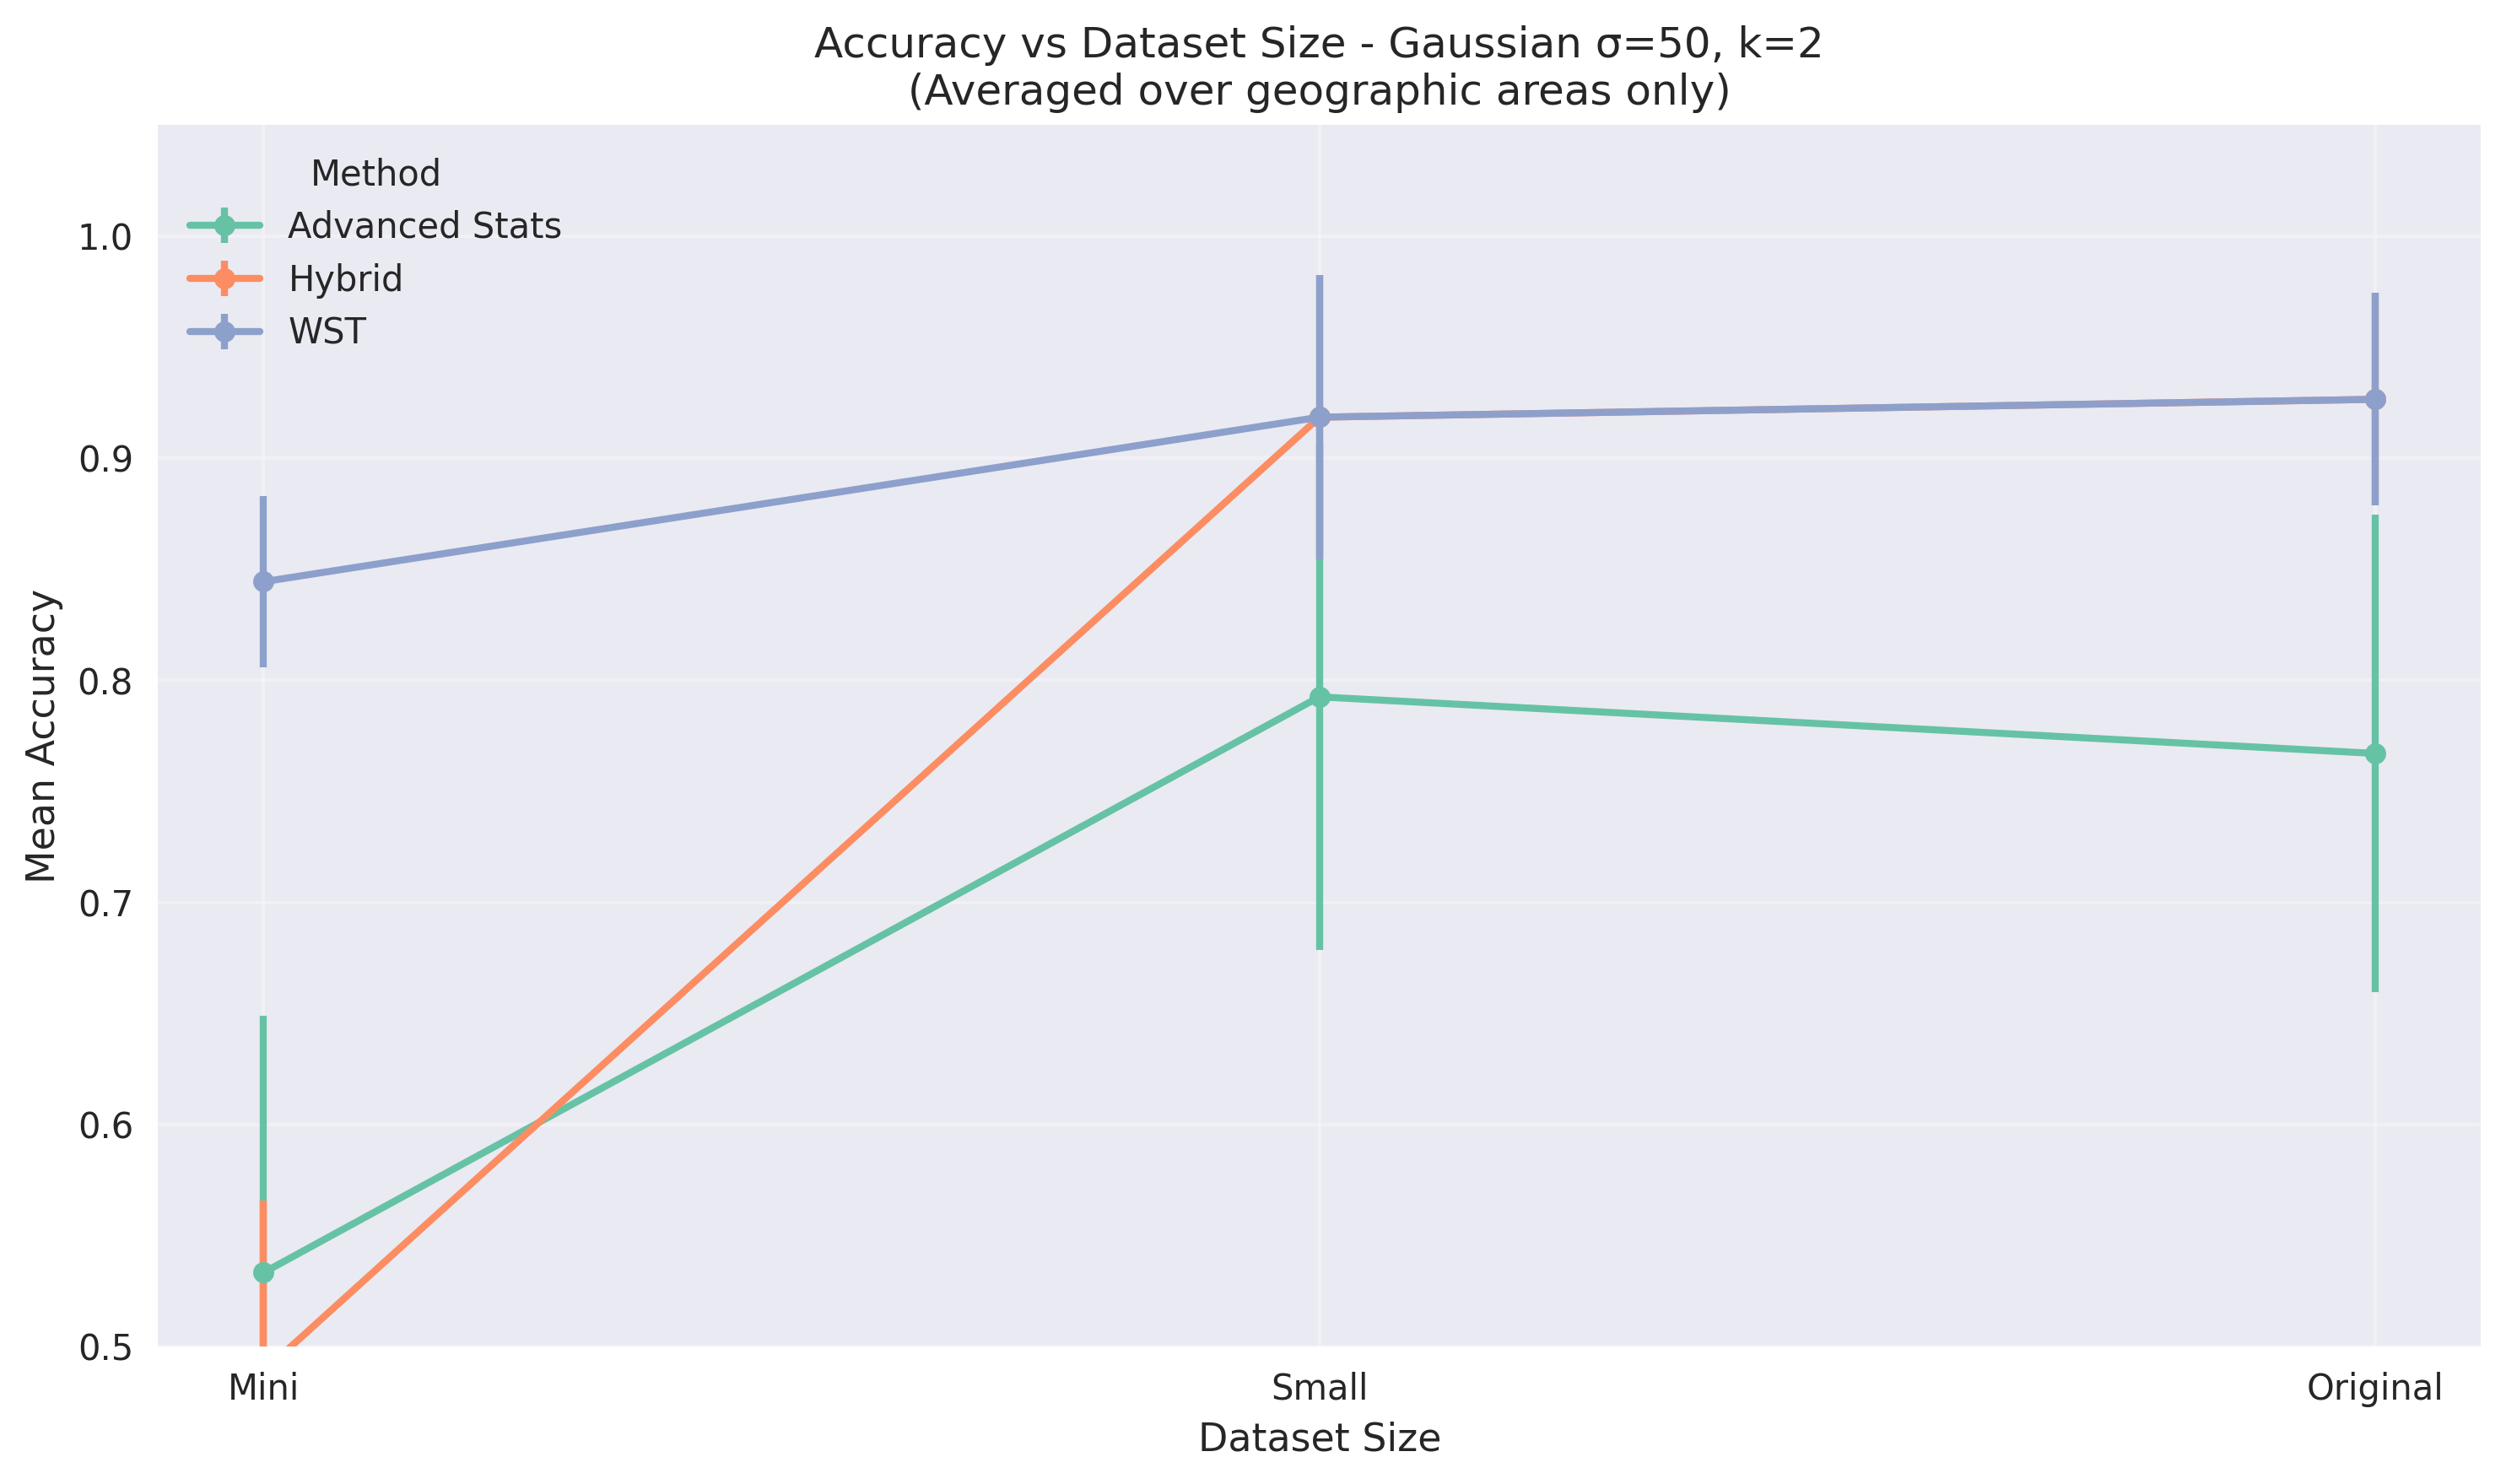 Accuracy vs Dataset Size - Gaussian σ=50, k=2
(Averaged over geographic areas only)
Method
Advanced Stats
Hybrid
WST
Mean Accuracy
1.0
0.9
0.8
0.7
0.6
0.5
Mini
Small
Original
Dataset Size